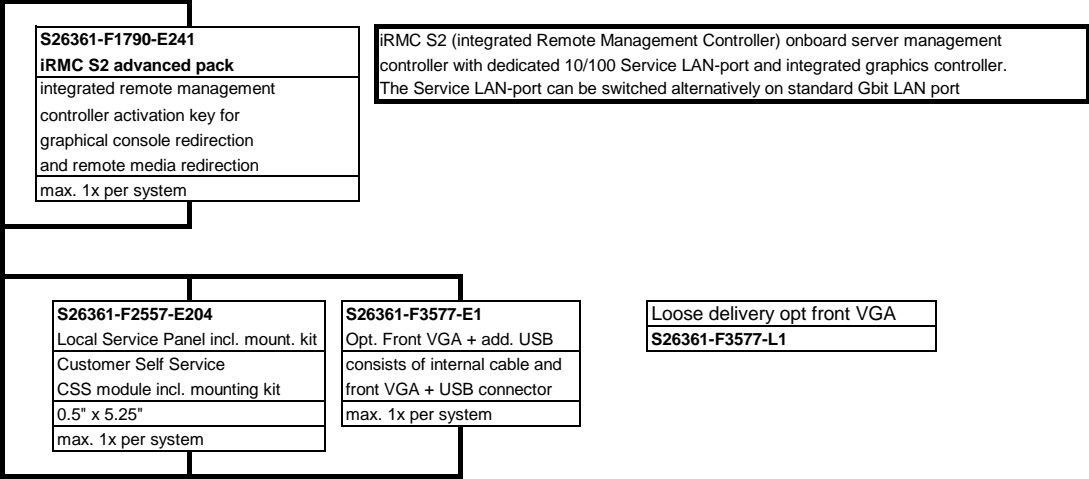 S26361-F1790-E241
iRMC S2 advanced pack
integrated remote management
controller activation key for
graphical console redirection
and remote media redirection
max. 1x per system
iRMC S2 (integrated Remote Management Controller) onboard server management
controller with dedicated 10/100 Service LAN-port and integrated graphics controller.
The Service LAN-port can be switched alternatively on standard Gbit LAN port
S26361-F2557-E204
Local Service Panel incl. mount. kit
Customer Self Service
CSS module incl. mounting kit
0.5" x 5.25"
max. 1x per system
S26361-F3577-E1
Opt. Front VGA + add. USB
consists of internal cable and
front VGA + USB connector
max. 1x per system
Loose delivery opt front VGA
S26361-F3577-L1